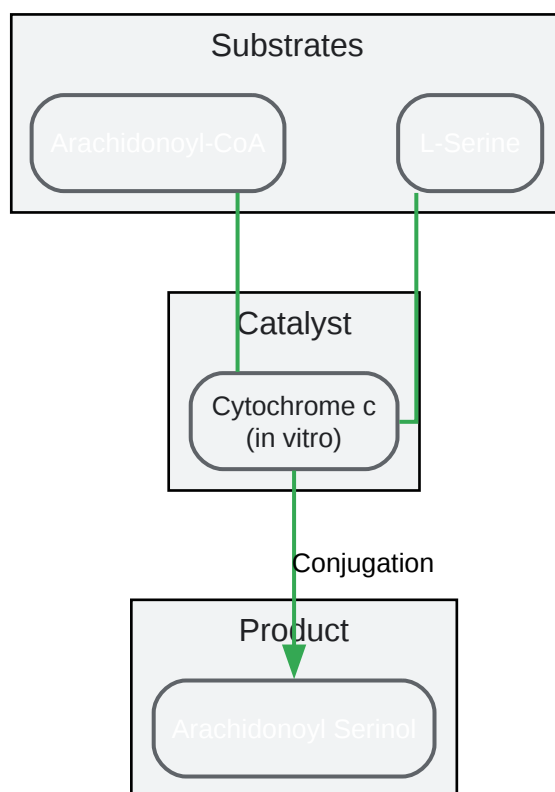 Substrates
Arachidonoyl-CoA
L-Serine
Catalyst
Cytochrome c
(in vitro)
Conjugation
Product
Arachidonoyl Serinol